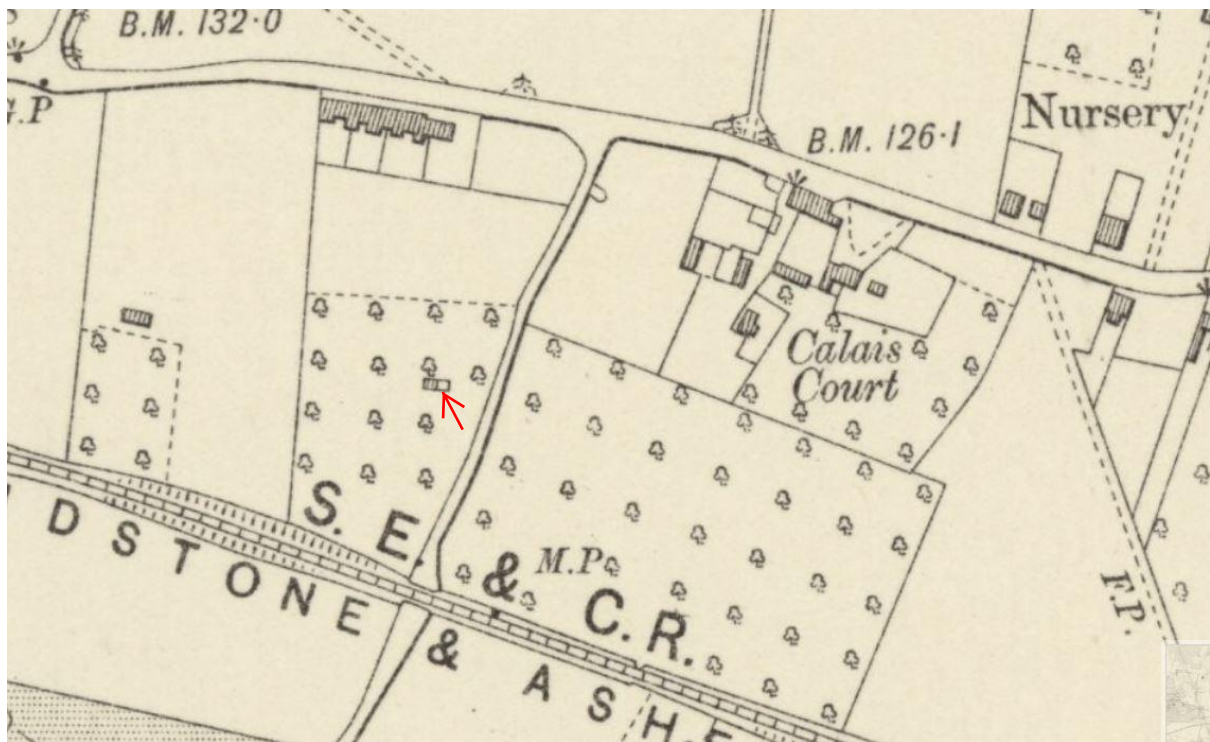 B.M. 132·0
G.P
Nursery
B.M. 126·1
Calais
Court
S. E. & C. R.
M.P.
DSTONE & ASHF
F.P.